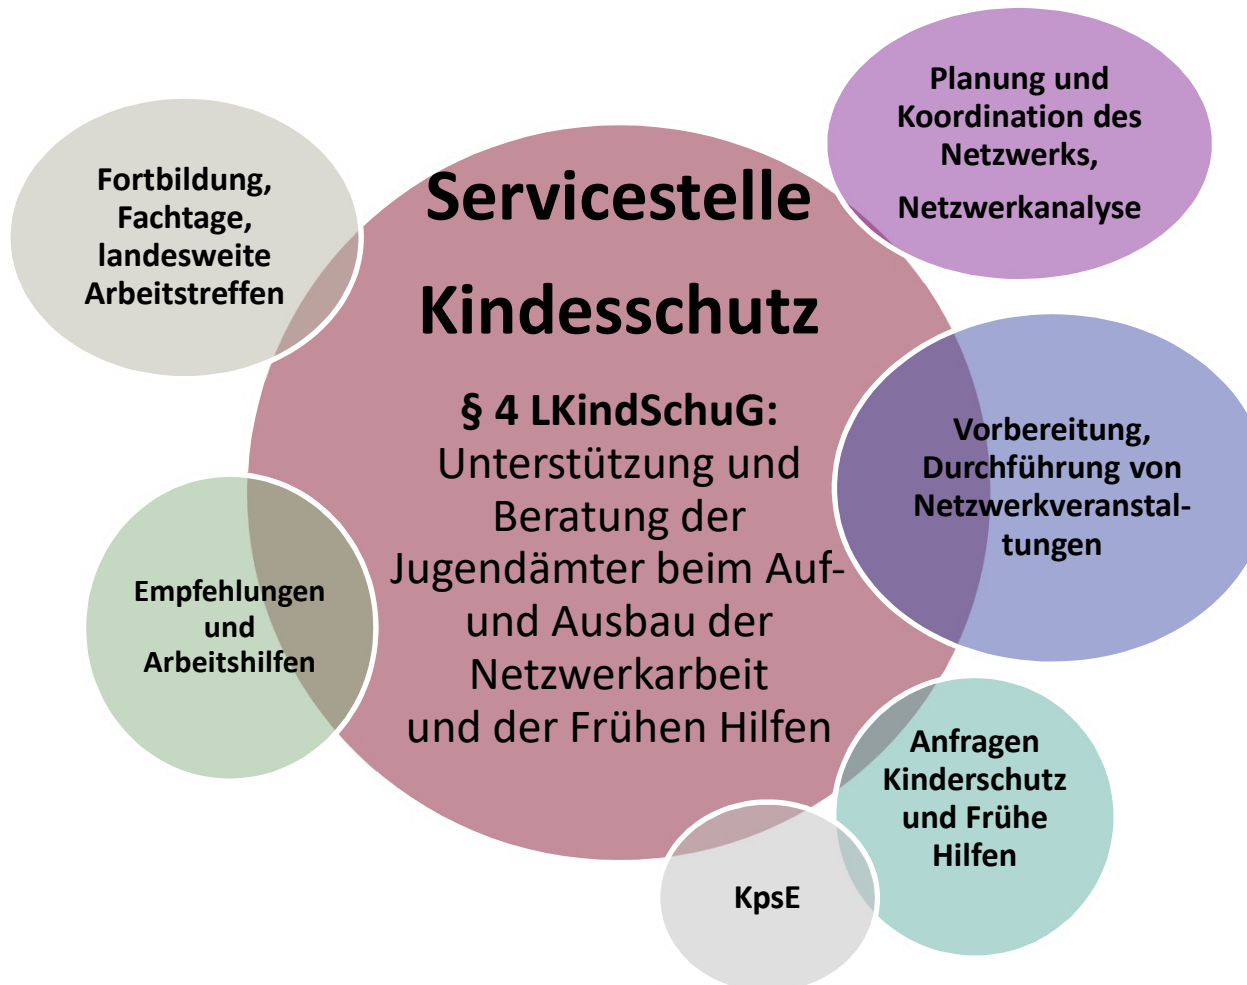 Servicestelle
Kindesschutz
§ 4 LKindSchuG:
Unterstützung und
Beratung der
Jugendämter beim Auf-
und Ausbau der
Netzwerkarbeit
und der Frühen Hilfen
Planung und
Koordination des
Netzwerks,
Netzwerkanalyse
Vorbereitung,
Durchführung von
Netzwerkveranstal-
tungen
Anfragen
Kinderschutz
und Frühe
Hilfen
KpsE
Empfehlungen
und
Arbeitshilfen
Fortbildung,
Fachtage,
landesweite
Arbeitstreffen